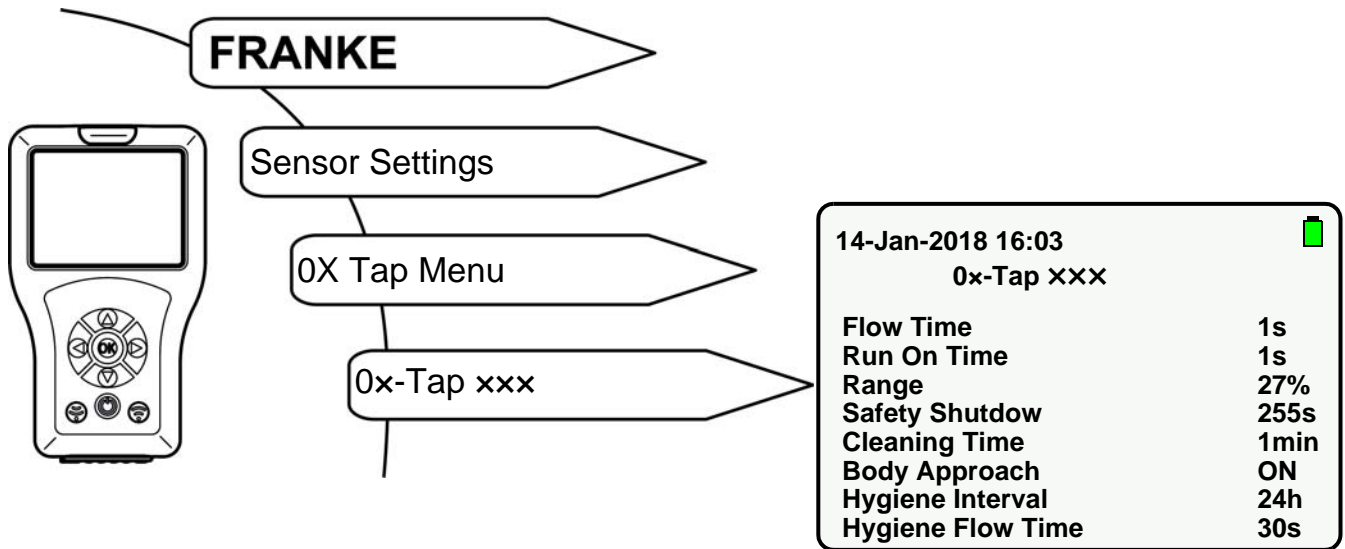 FRANKE
Sensor Settings
0X Tap Menu
0×-Tap ×××
OK
14-Jan-2018 16:03
0×-Tap ×××
Flow Time 1s
Run On Time 1s
Range 27%
Safety Shutdow 255s
Cleaning Time 1min
Body Approach ON
Hygiene Interval 24h
Hygiene Flow Time 30s